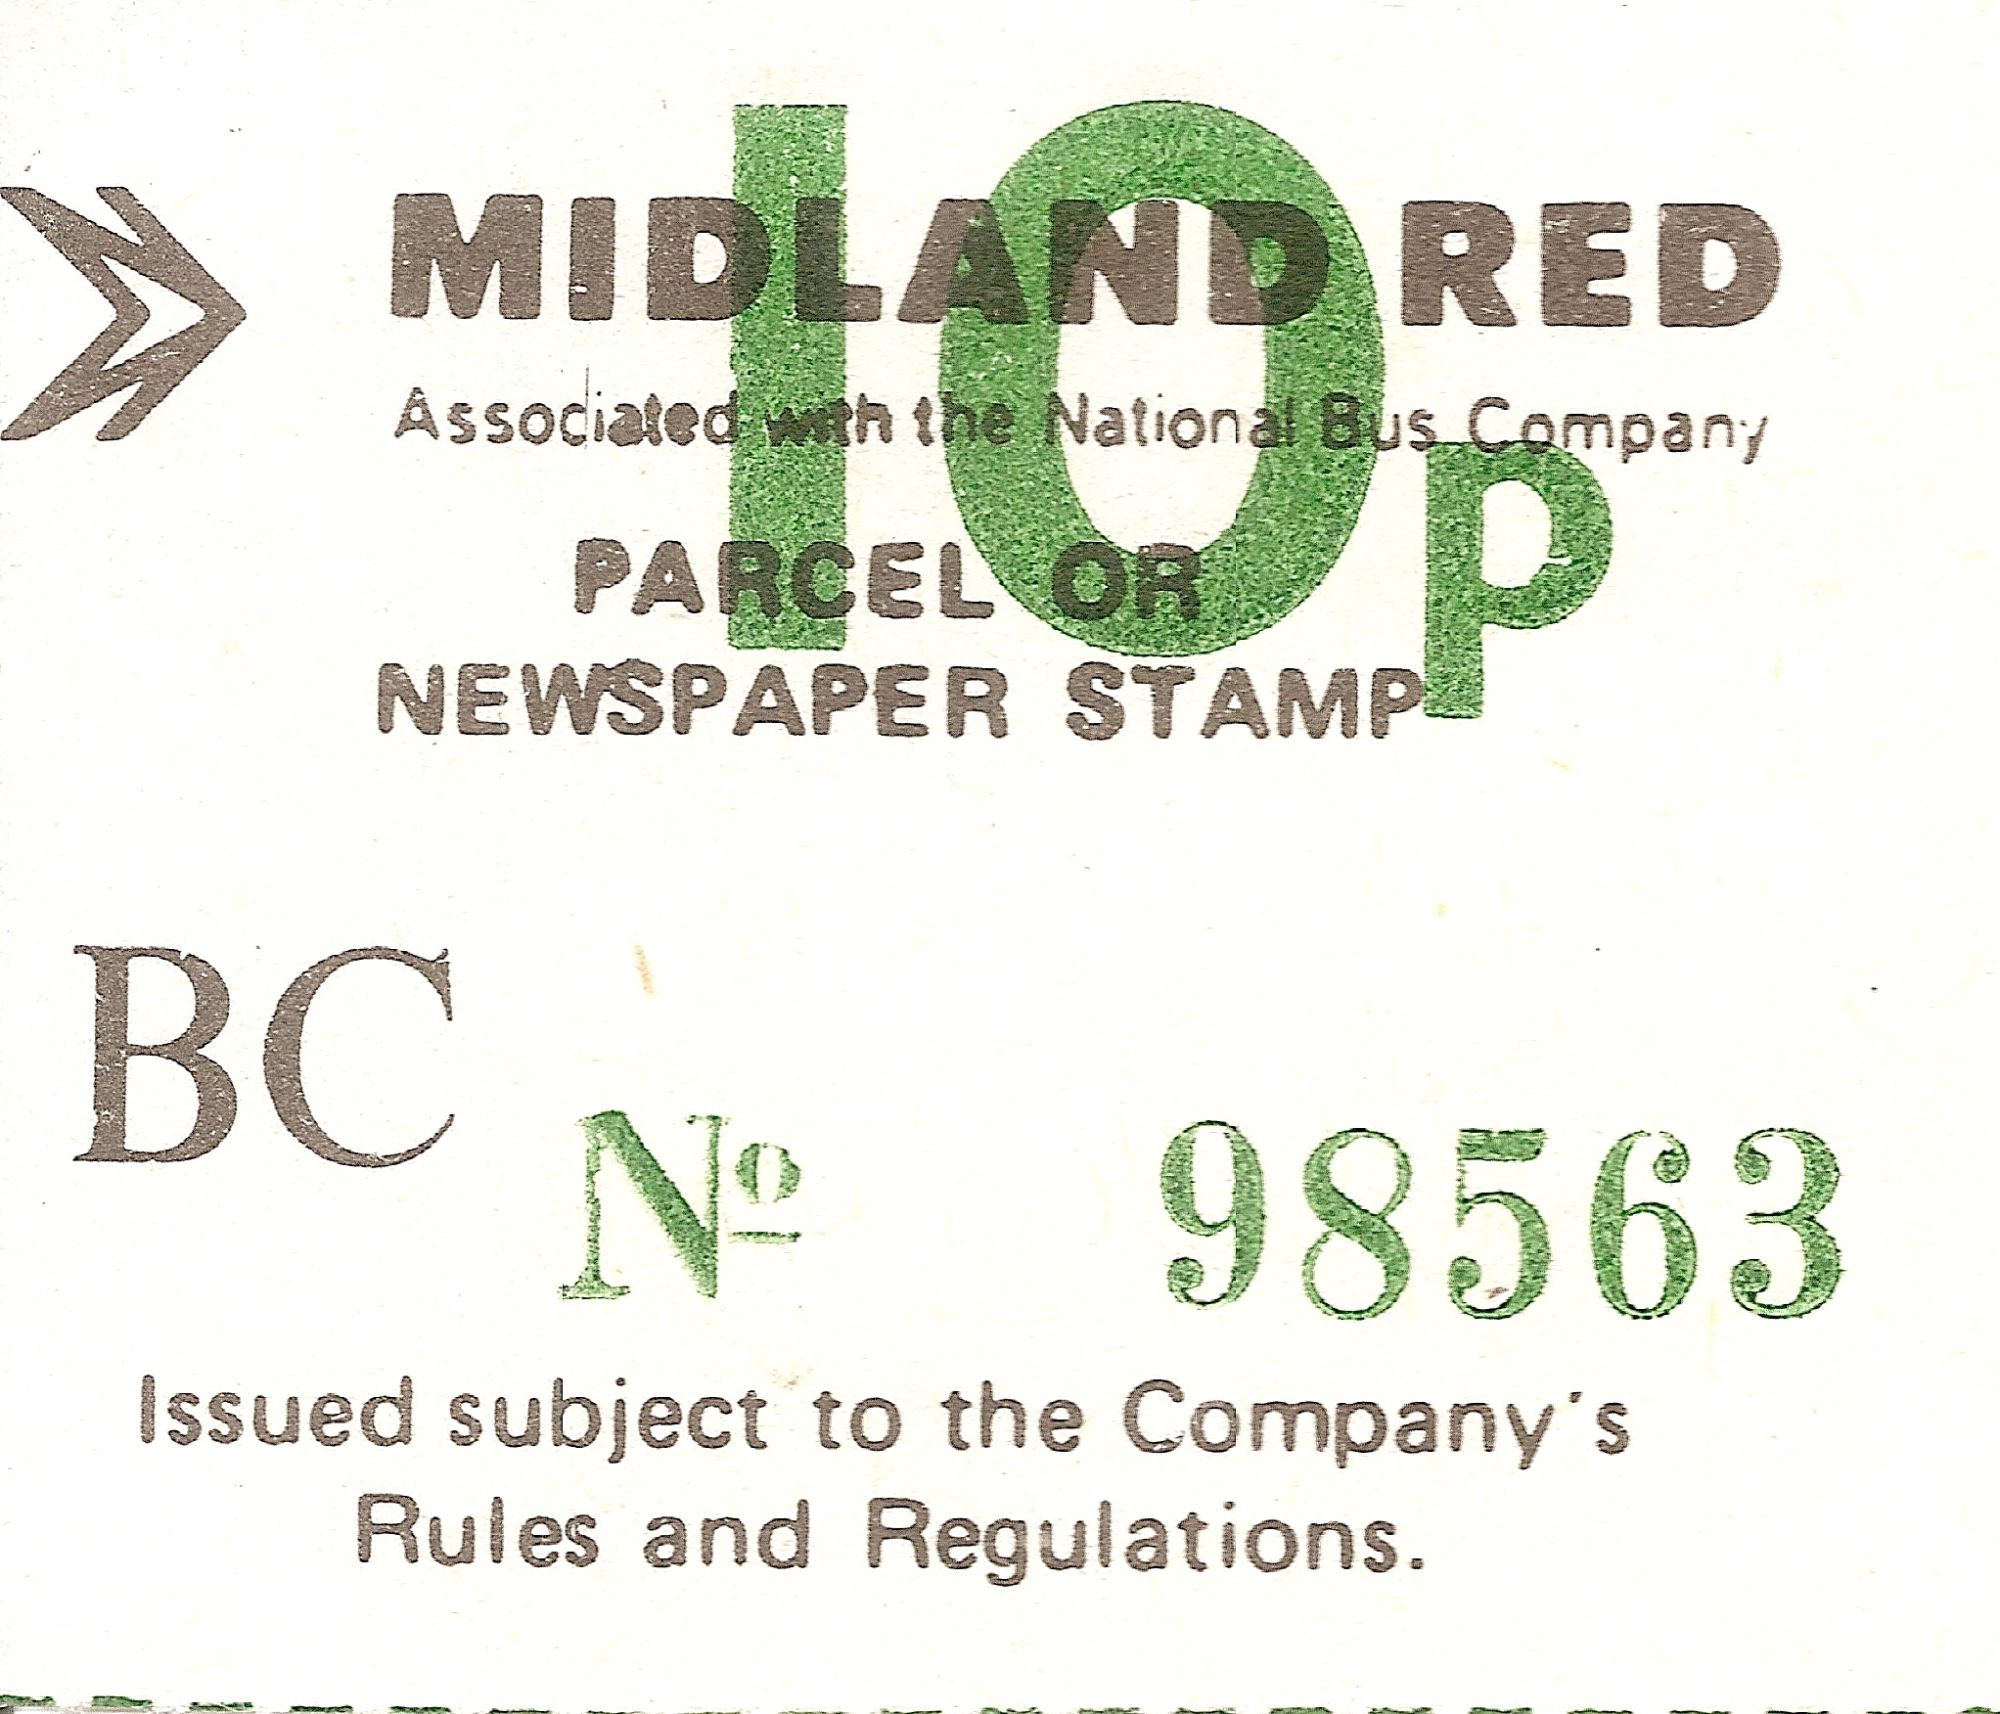 10p
MIDLAND RED
Associated with the National Bus Company
PARCEL OR
NEWSPAPER STAMP
BC
Nº 98563
Issued subject to the Company's
Rules and Regulations.